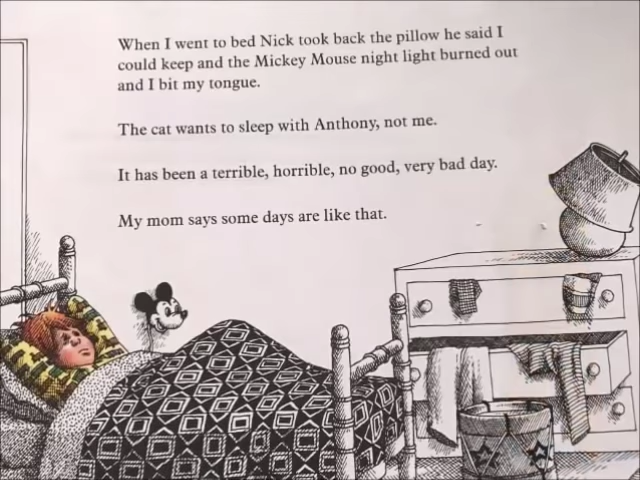 When I went to bed Nick took back the pillow he said I
could keep and the Mickey Mouse night light burned out
and I bit my tongue.
The cat wants to sleep with Anthony, not me.
It has been a terrible, horrible, no good, very bad day.
My mom says some days are like that.